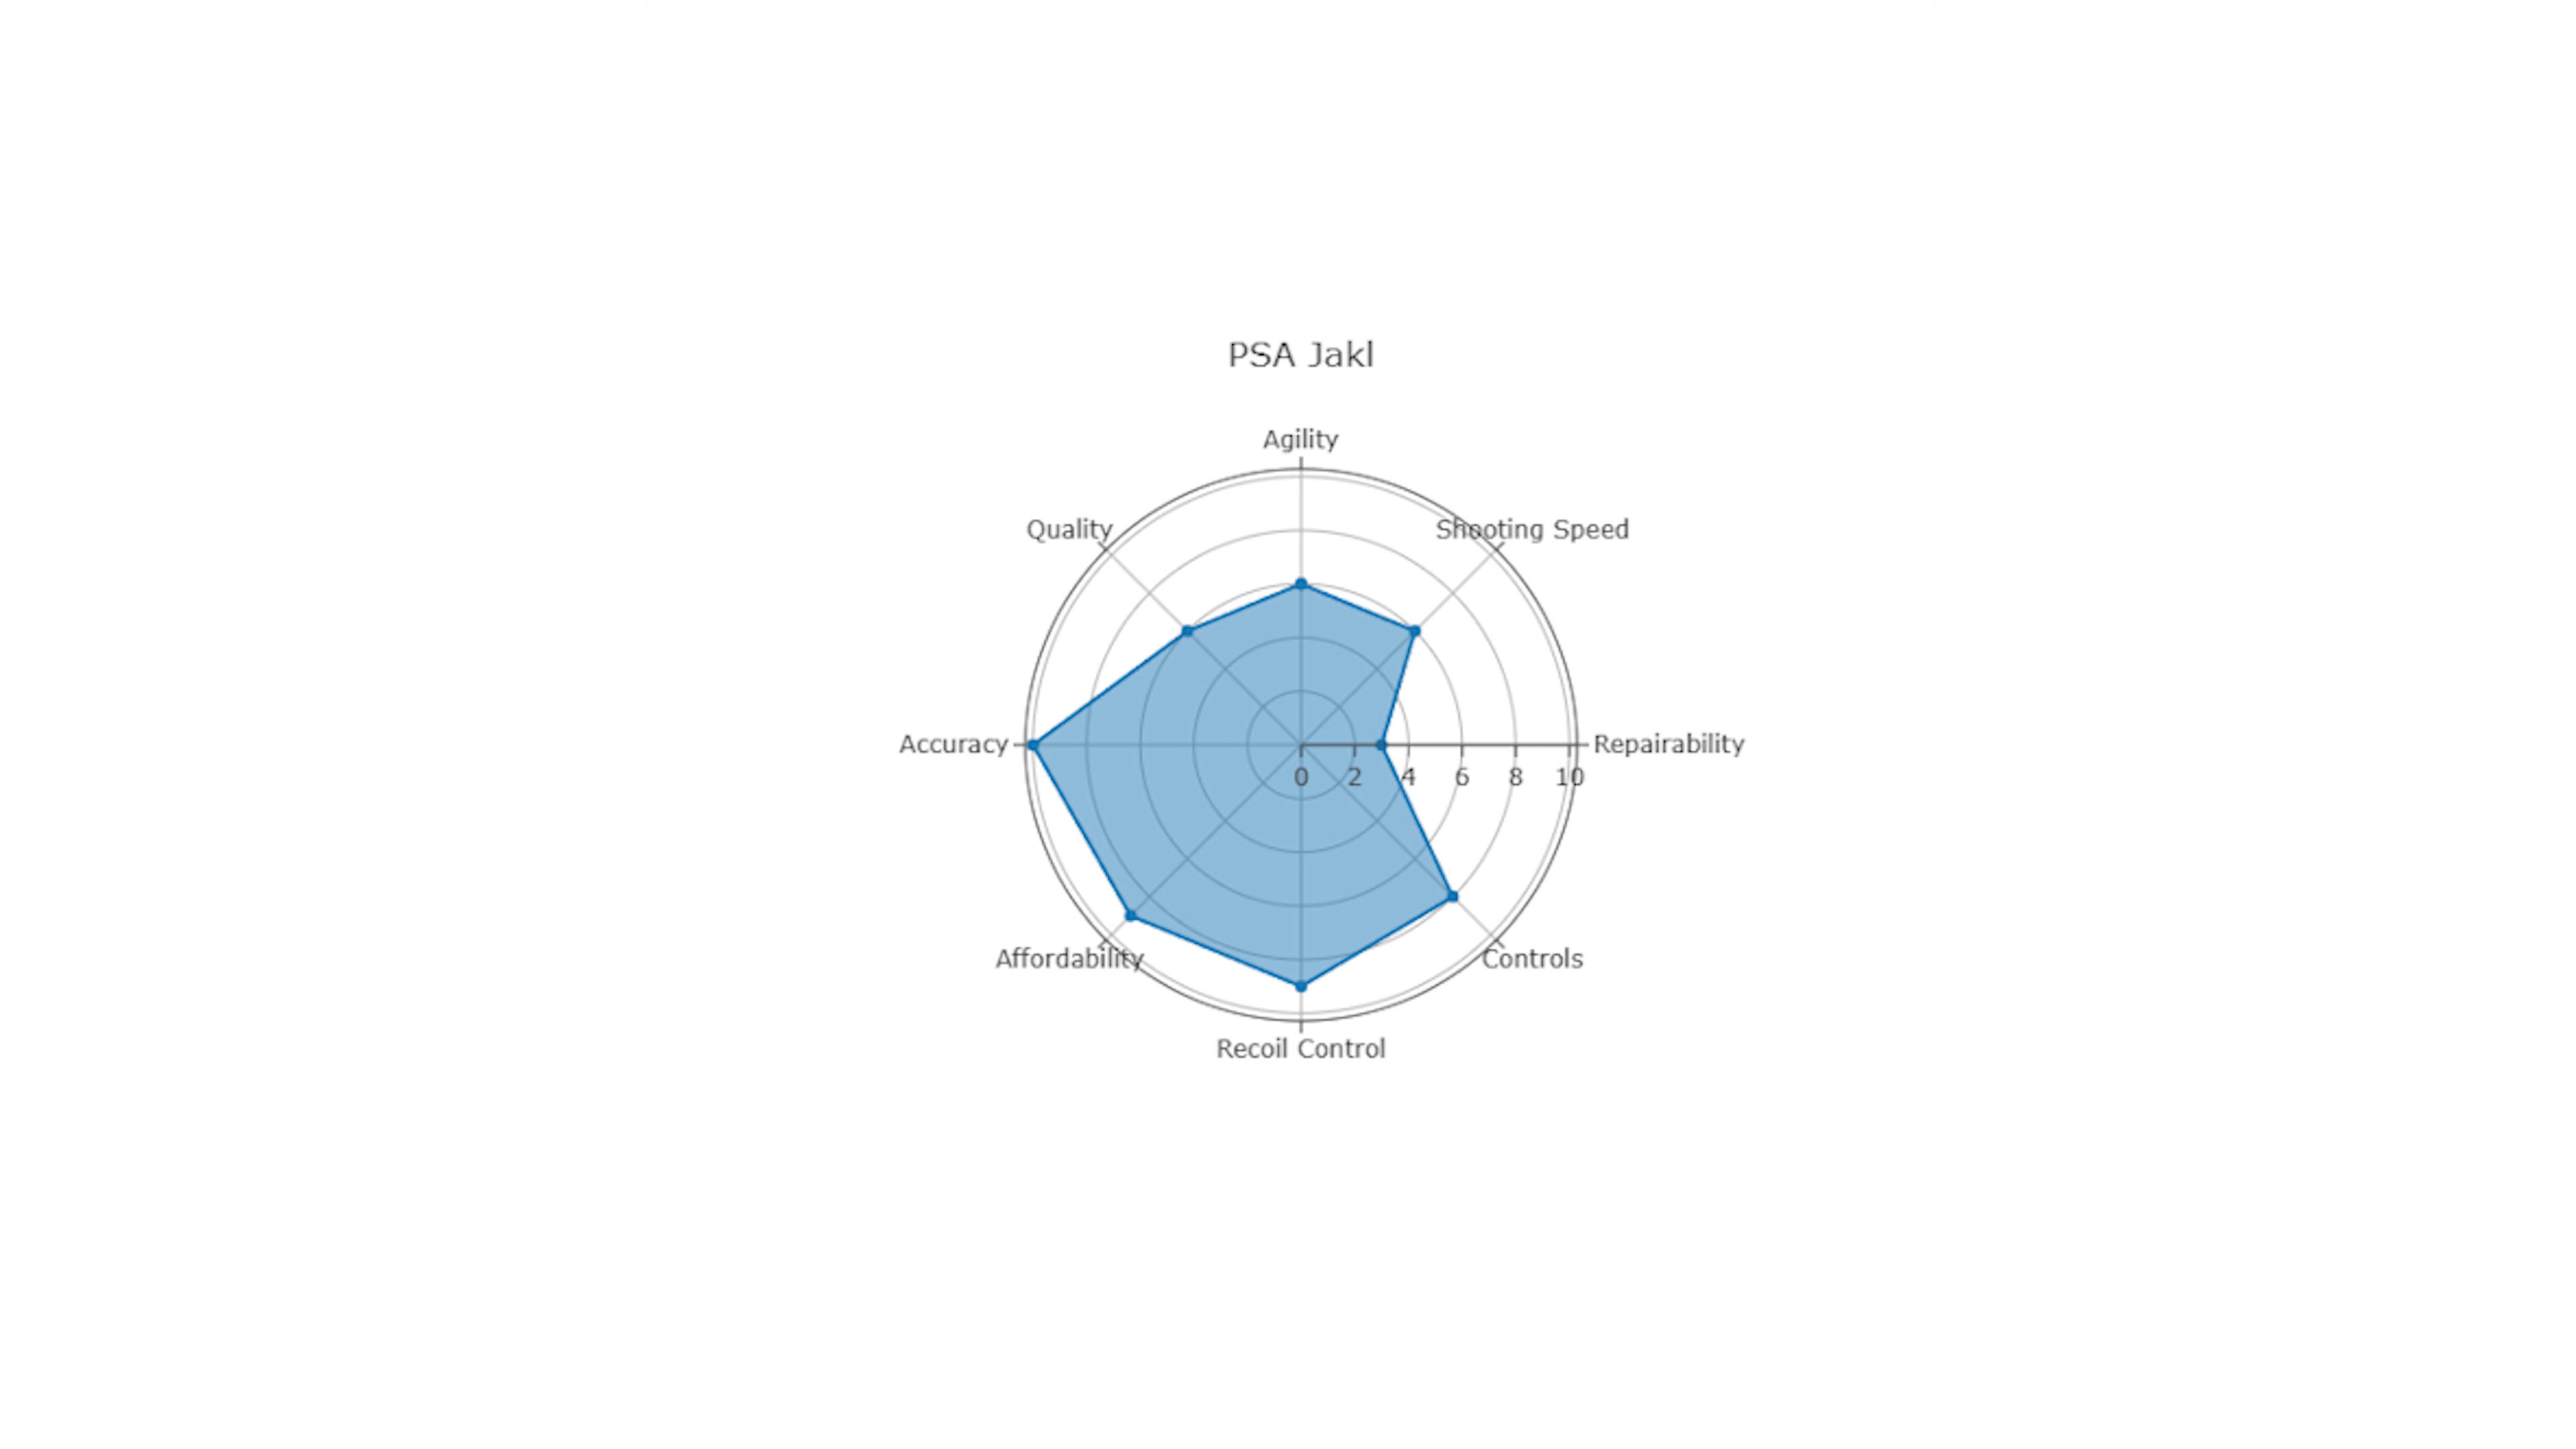 PSA Jakl
Agility
Quality
Shooting Speed
Accuracy
Repairability
0 2 4 6 8 10
Affordability
Controls
Recoil Control